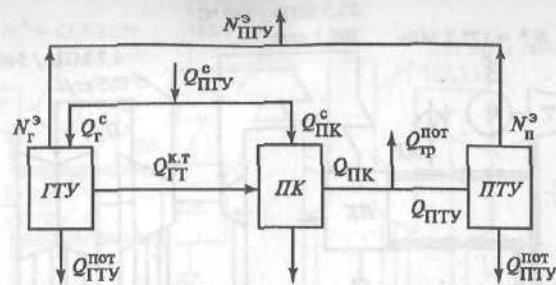 N^э_ПГУ
Q^с_ПГУ
N^э_г Q^с_г Q^с_ПК Q^пот_тр N^э_п
ГТУ Q^к.т_ГТ ПК Q_ПК Q_ПТУ ПТУ
Q^пот_ГТУ Q^пот_ПТУ